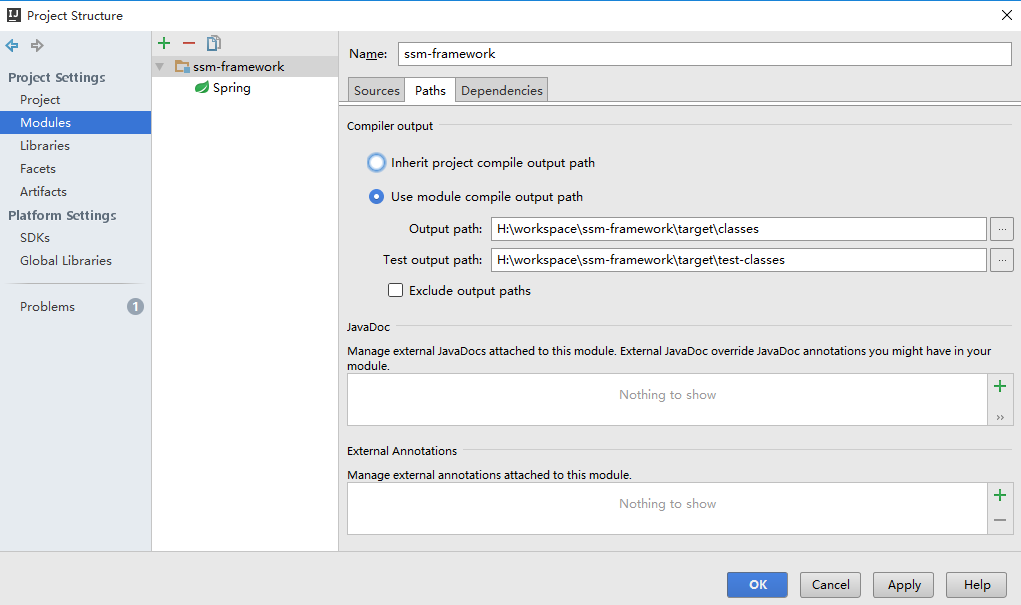 Project Structure
Project Settings
Project
Modules
Libraries
Facets
Artifacts
Platform Settings
SDKs
Global Libraries
Problems 1
ssm-framework
Spring
Name: ssm-framework
Sources Paths Dependencies
Compiler output
Inherit project compile output path
Use module compile output path
Output path: H:\workspace\ssm-framework\target\classes ...
Test output path: H:\workspace\ssm-framework\target\test-classes ...
Exclude output paths
JavaDoc
Manage external JavaDocs attached to this module. External JavaDoc override JavaDoc annotations you might have in your
module.
Nothing to show
External Annotations
Manage external annotations attached to this module.
Nothing to show
OK Cancel Apply Help